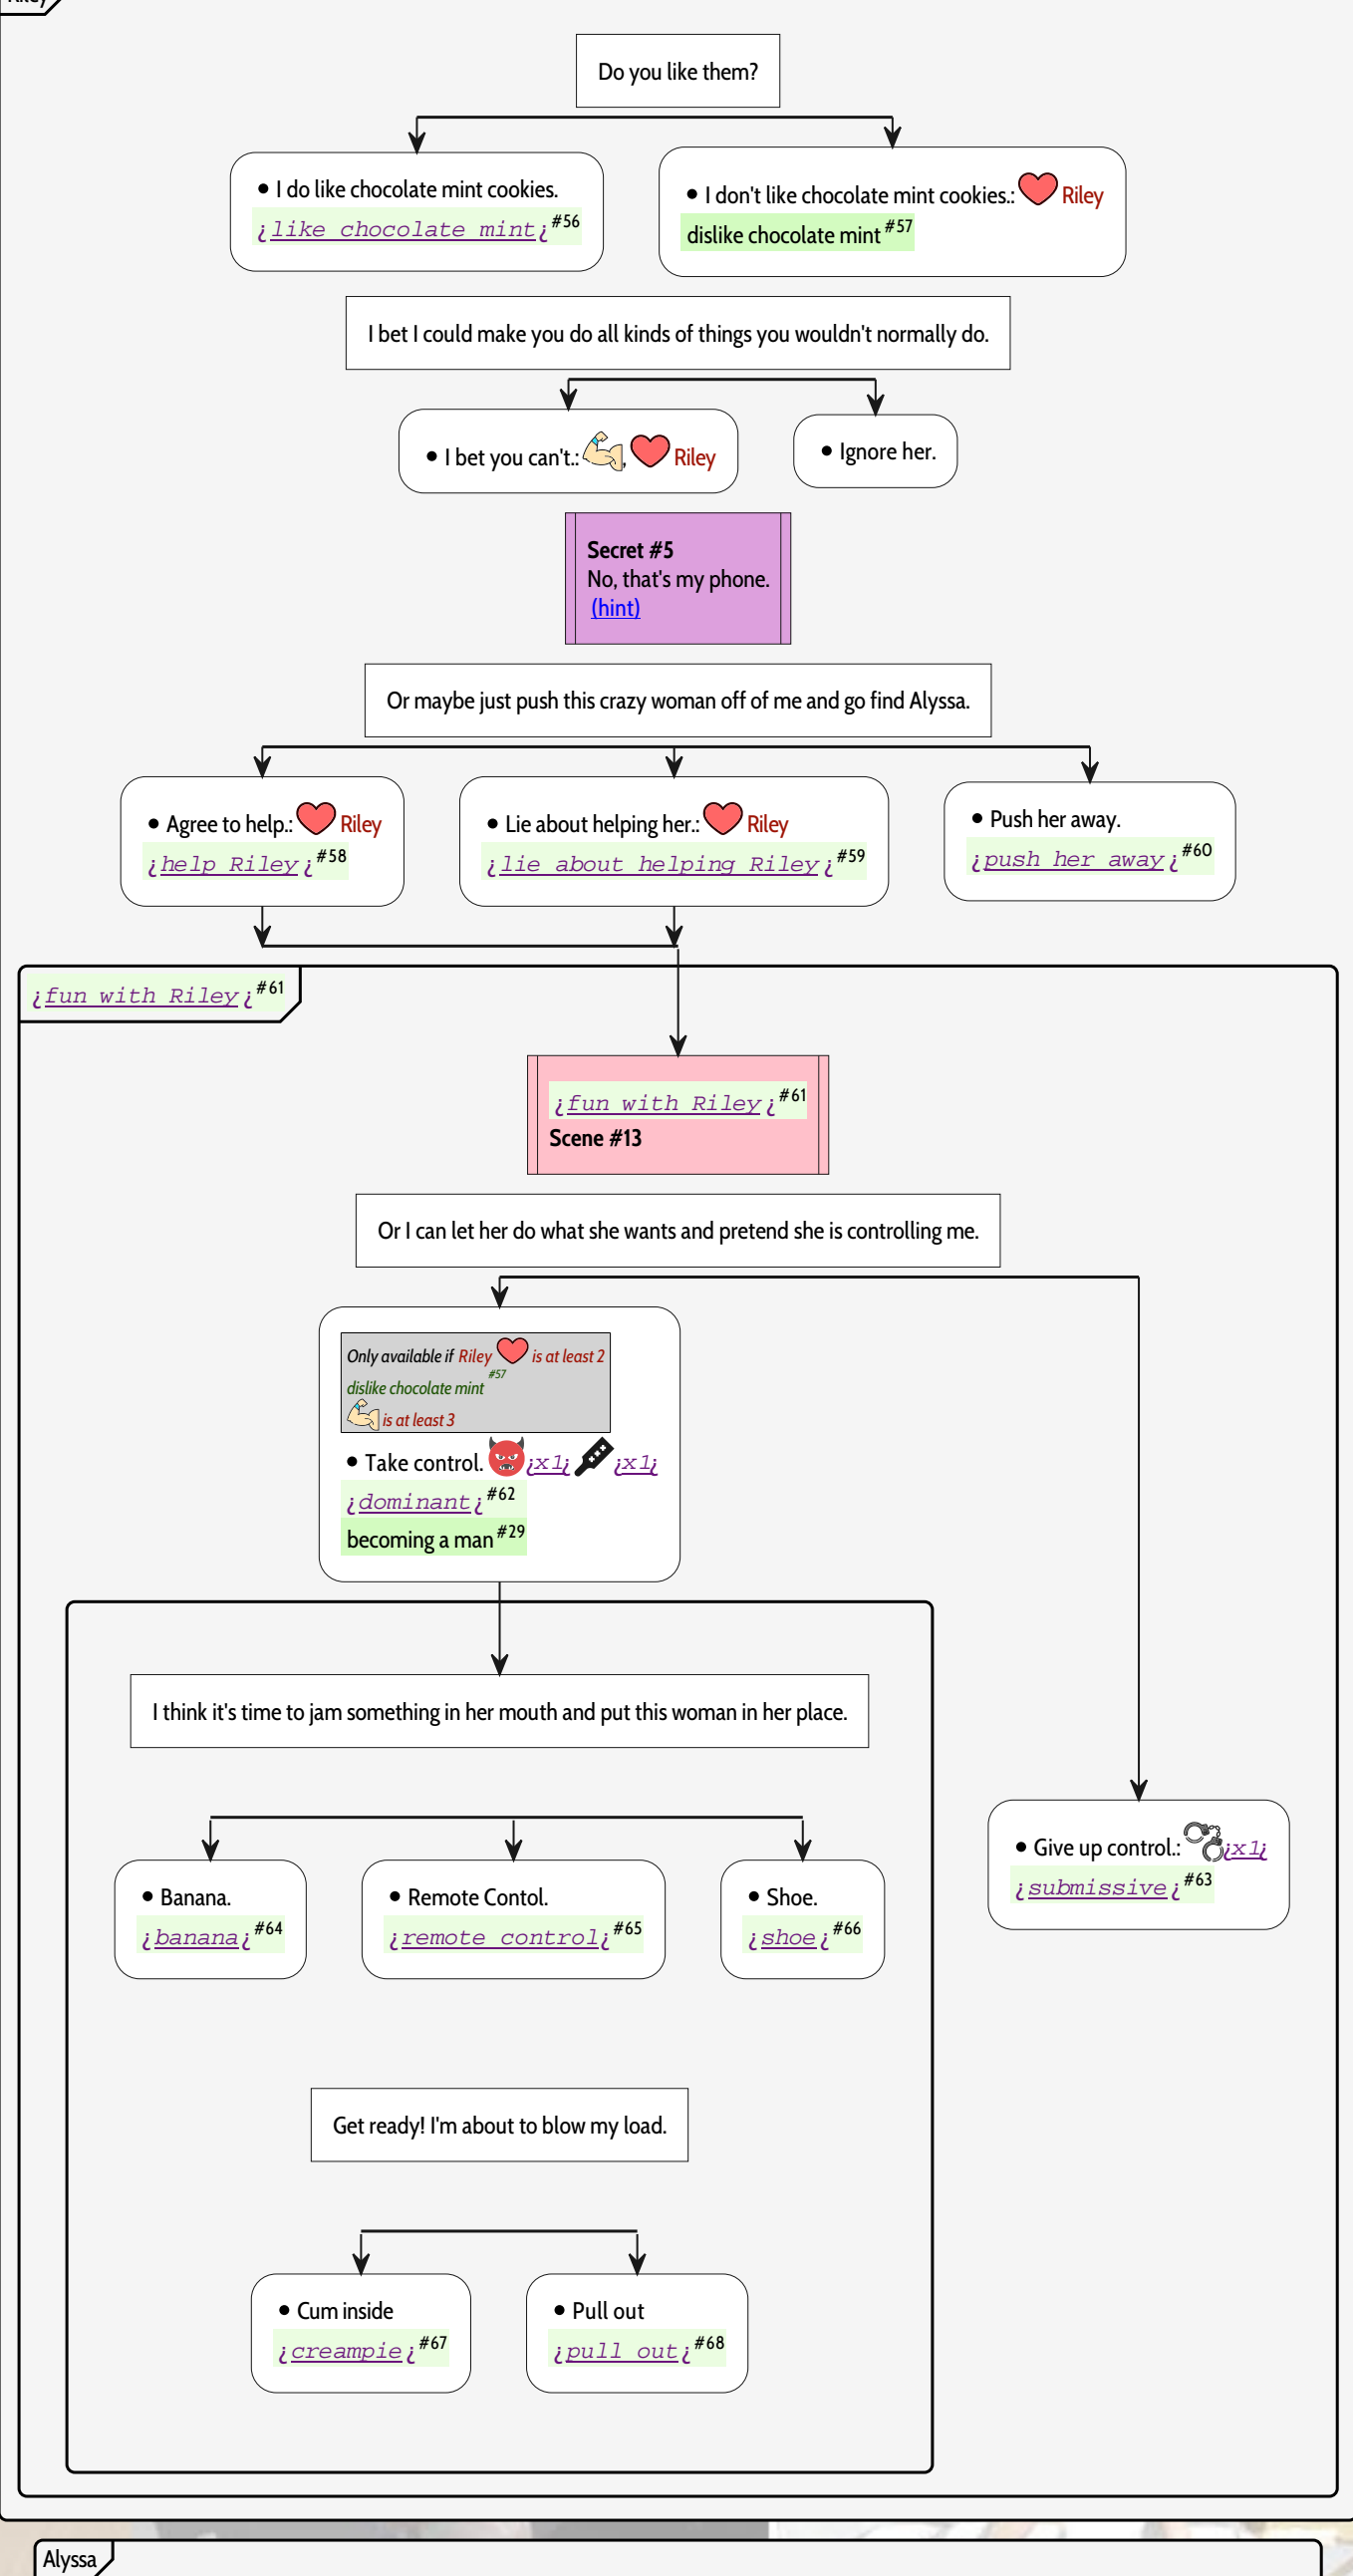 Riley
Do you like them?
I do like chocolate mint cookies.
¿like chocolate mint¿#56
I don't like chocolate mint cookies.: Riley
dislike chocolate mint#57
I bet I could make you do all kinds of things you wouldn't normally do.
I bet you can't.: , Riley
Ignore her.
Secret #5
No, that's my phone.
(hint)
Or maybe just push this crazy woman off of me and go find Alyssa.
Agree to help.: Riley
¿help Riley¿#58
Lie about helping her.: Riley
¿lie about helping Riley¿#59
Push her away.
¿push her away¿#60
¿fun with Riley¿#61
¿fun with Riley¿#61
Scene #13
Or I can let her do what she wants and pretend she is controlling me.
Only available if Riley is at least 2
dislike chocolate mint #57
is at least 3
Take control. ¿x1¿ ¿x1¿
¿dominant¿#62
becoming a man#29
I think it's time to jam something in her mouth and put this woman in her place.
Banana.
¿banana¿#64
Remote Contol.
¿remote control¿#65
Shoe.
¿shoe¿#66
Give up control.: ¿x1¿
¿submissive¿#63
Get ready! I'm about to blow my load.
Cum inside
¿creampie¿#67
Pull out
¿pull out¿#68
Alyssa